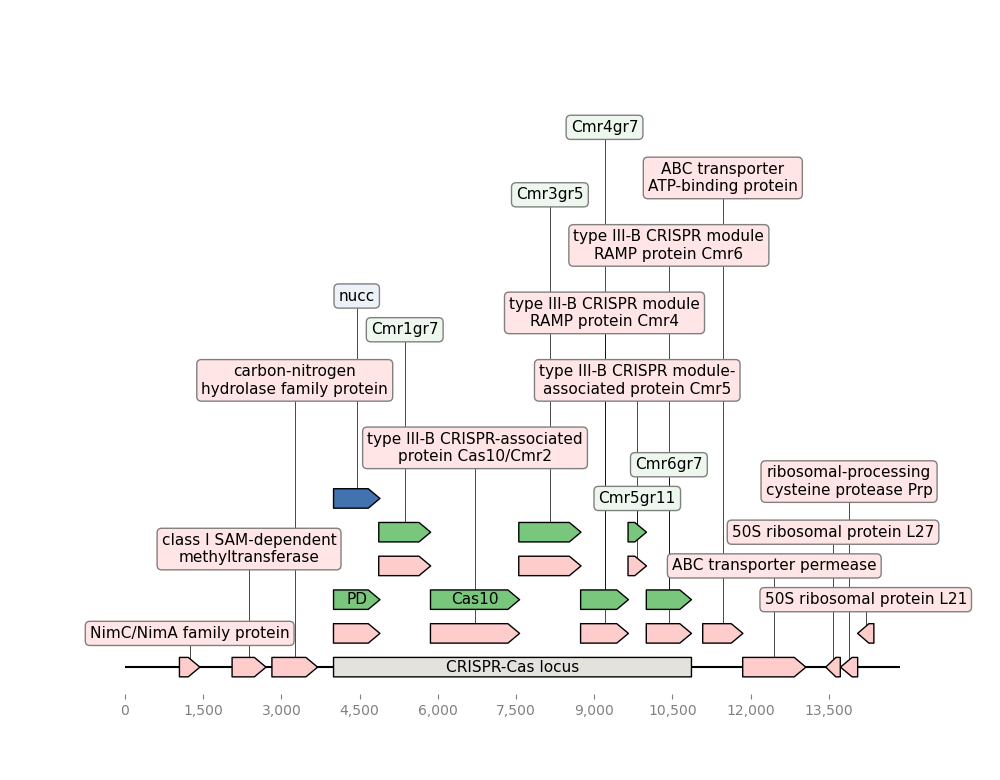 Cmr4gr7
ABC transporter
ATP-binding protein
Cmr3gr5
type III-B CRISPR module
RAMP protein Cmr6
nucc
type III-B CRISPR module
RAMP protein Cmr4
Cmr1gr7
carbon-nitrogen
hydrolase family protein
type III-B CRISPR module-
associated protein Cmr5
type III-B CRISPR-associated
protein Cas10/Cmr2
Cmr6gr7
ribosomal-processing
cysteine protease Prp
Cmr5gr11
50S ribosomal protein L27
class I SAM-dependent
methyltransferase
ABC transporter permease
PD
Cas10
50S ribosomal protein L21
NimC/NimA family protein
CRISPR-Cas locus
0 1,500 3,000 4,500 6,000 7,500 9,000 10,500 12,000 13,500